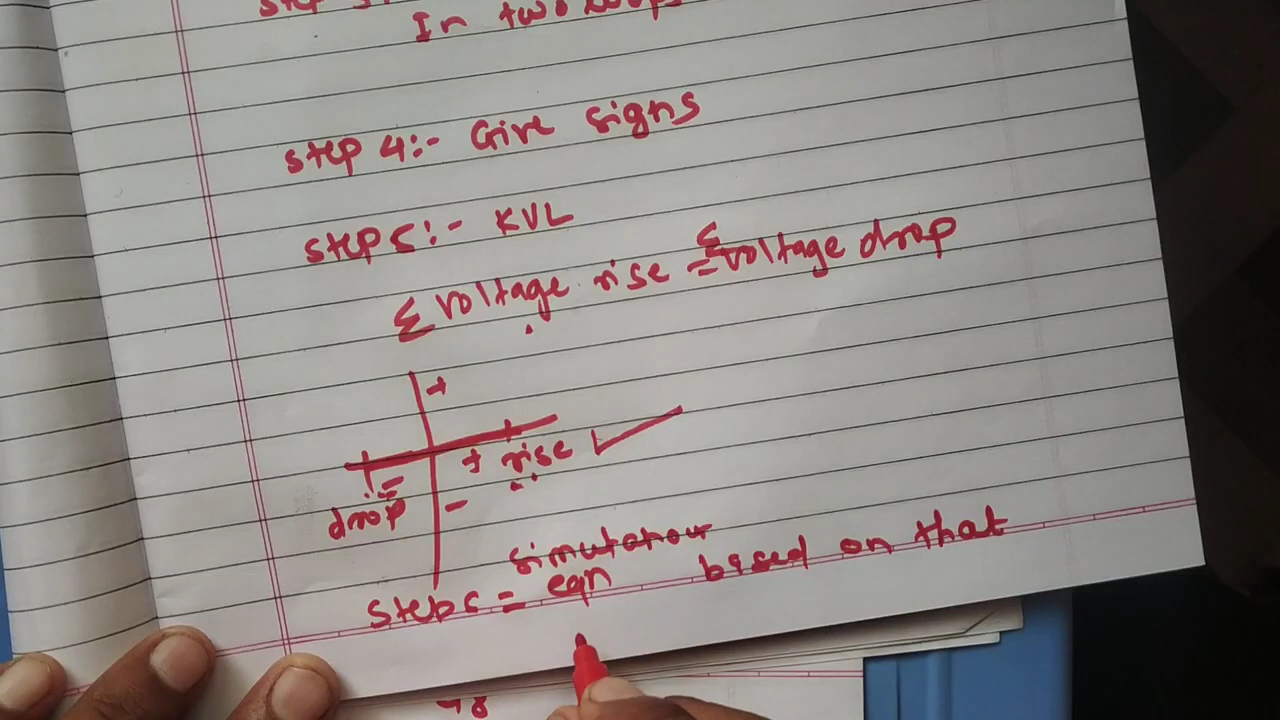 In two loops
Step 4:- Give signs
Step 5:- KVL
Σ voltage rise = Σ voltage drop
+
+ rise
-
drop
-
simutanour
Step 6 = eqn based on that